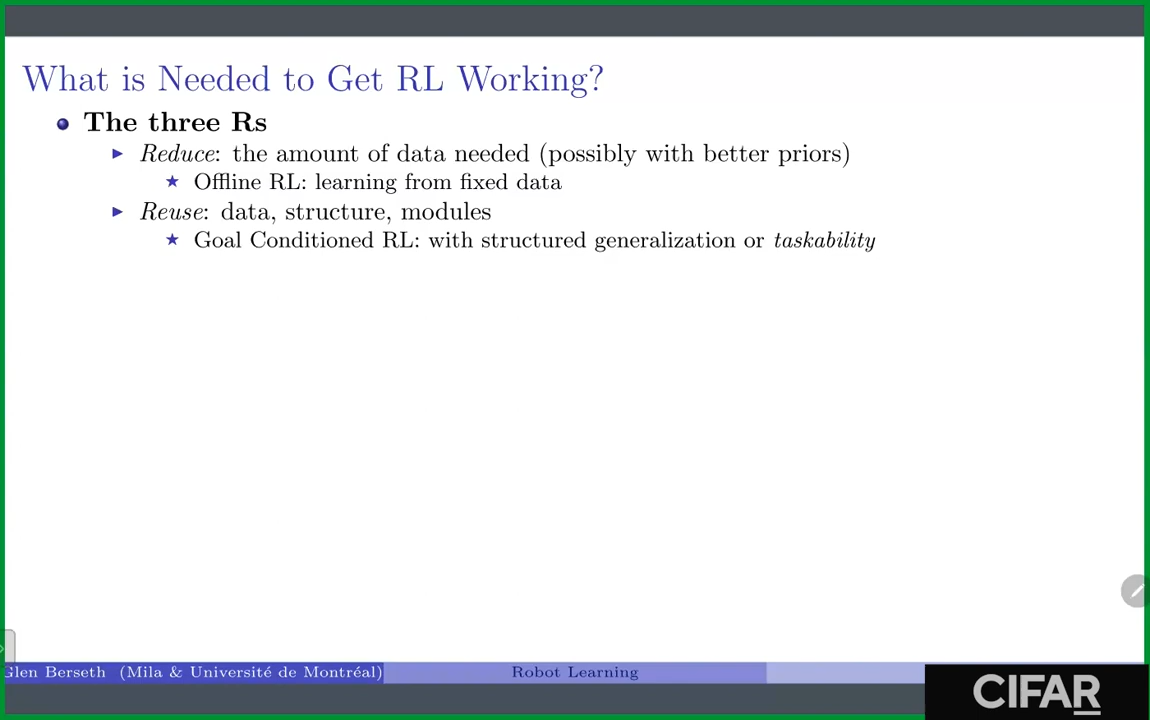 What is Needed to Get RL Working?
The three Rs
Reduce: the amount of data needed (possibly with better priors)
Offline RL: learning from fixed data
Reuse: data, structure, modules
Goal Conditioned RL: with structured generalization or taskability
Glen Berseth (Mila & Université de Montréal)
Robot Learning
CIFAR